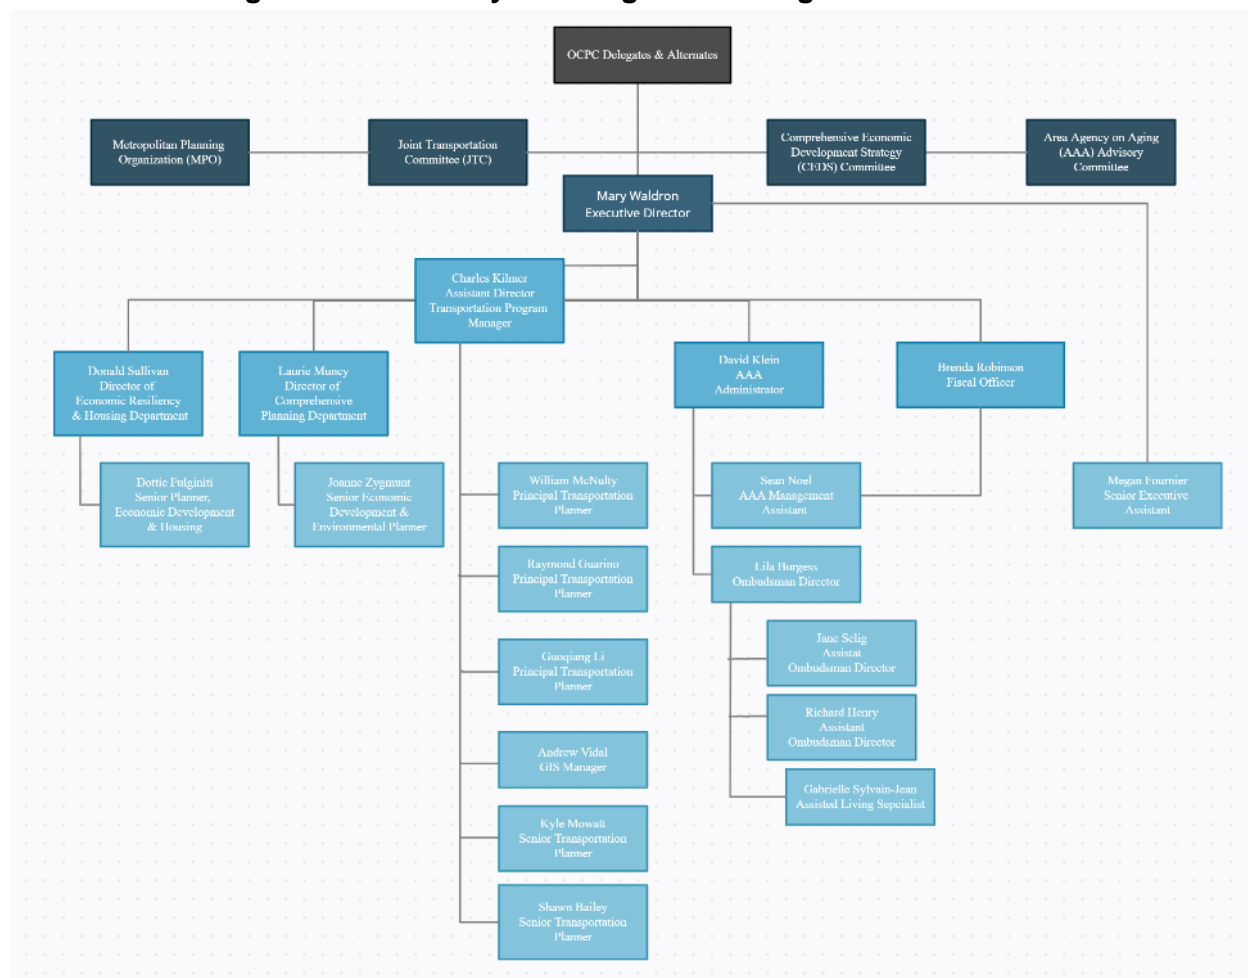 OCPC Delegates & Alternates
Metropolitan Planning
Organization (MPO)
Joint Transportation
Committee (JTC)
Comprehensive Economic
Development Strategy
(CEDS) Committee
Area Agency on Aging
(AAA) Advisory
Committee
Mary Waldron
Executive Director
Charles Kilmer
Assistant Director
Transportation Program
Manager
Donald Sullivan
Director of
Economic Resiliency
& Housing Department
Laurie Muncy
Director of
Comprehensive
Planning Department
David Klein
AAA
Administrator
Brenda Robinson
Fiscal Officer
Dottie Fulginiti
Senior Planner,
Economic Development
& Housing
Joanne Zygmunt
Senior Economic
Development &
Environmental Planner
William McNulty
Principal Transportation
Planner
Sean Noel
AAA Management
Assistant
Megan Fournier
Senior Executive
Assistant
Raymond Guarino
Principal Transportation
Planner
Lila Burgess
Ombudsman Director
Guoqiang Li
Principal Transportation
Planner
Jane Selig
Assistat
Ombudsman Director
Richard Henry
Assistant
Ombudsman Director
Andrew Vidal
GIS Manager
Gabrielle Sylvain-Jean
Assisted Living Sepcialist
Kyle Mowatt
Senior Transportation
Planner
Shawn Bailey
Senior Transportation
Planner